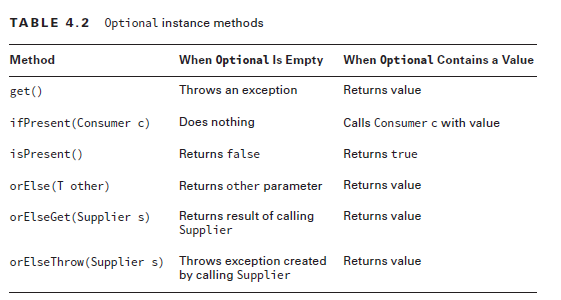 TABLE 4.2 Optional instance methods
Method When Optional Is Empty When Optional Contains a Value
get() Throws an exception Returns value
ifPresent(Consumer c) Does nothing Calls Consumer c with value
isPresent() Returns false Returns true
orElse(T other) Returns other parameter Returns value
orElseGet(Supplier s) Returns result of calling Returns value
Supplier
orElseThrow(Supplier s) Throws exception created Returns value
by calling Supplier